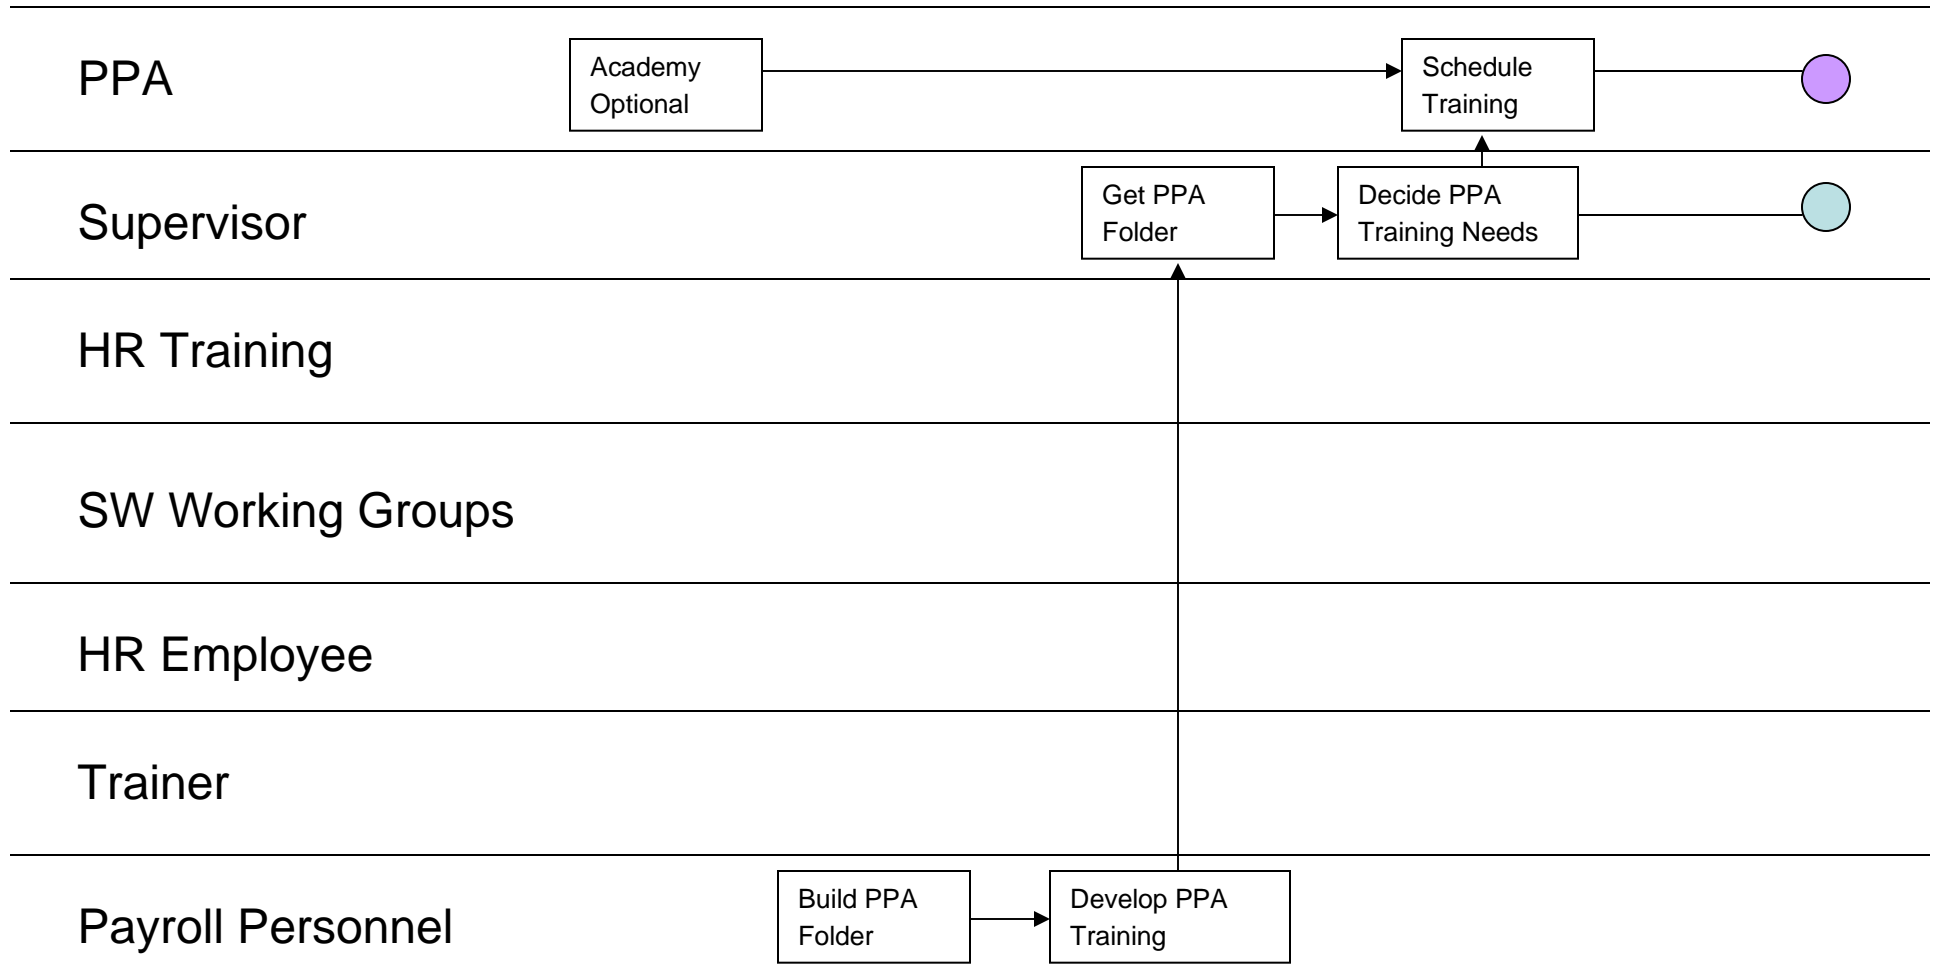 PPA
Academy
Optional
Schedule
Training
Supervisor
Get PPA
Folder
Decide PPA
Training Needs
HR Training
SW Working Groups
HR Employee
Trainer
Payroll Personnel
Build PPA
Folder
Develop PPA
Training